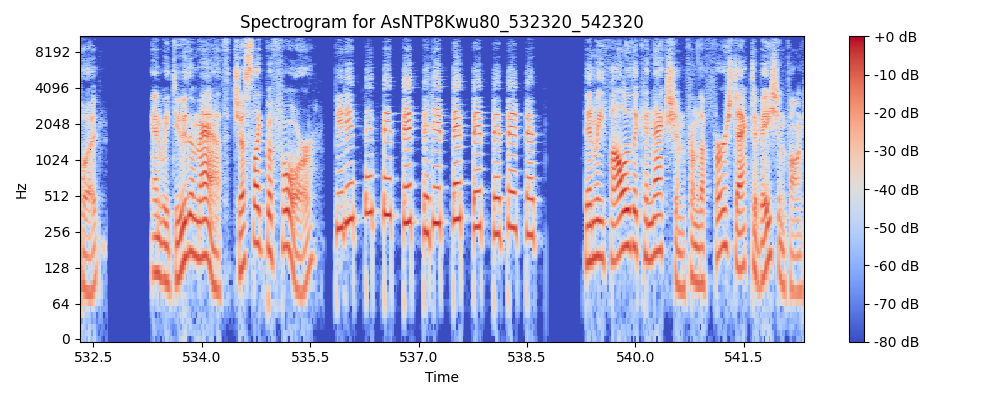 Spectrogram for AsNTP8Kwu80_532320_542320
Hz
8192
4096
2048
1024
512
256
128
64
0
532.5 534.0 535.5 537.0 538.5 540.0 541.5
Time
+0 dB
-10 dB
-20 dB
-30 dB
-40 dB
-50 dB
-60 dB
-70 dB
-80 dB